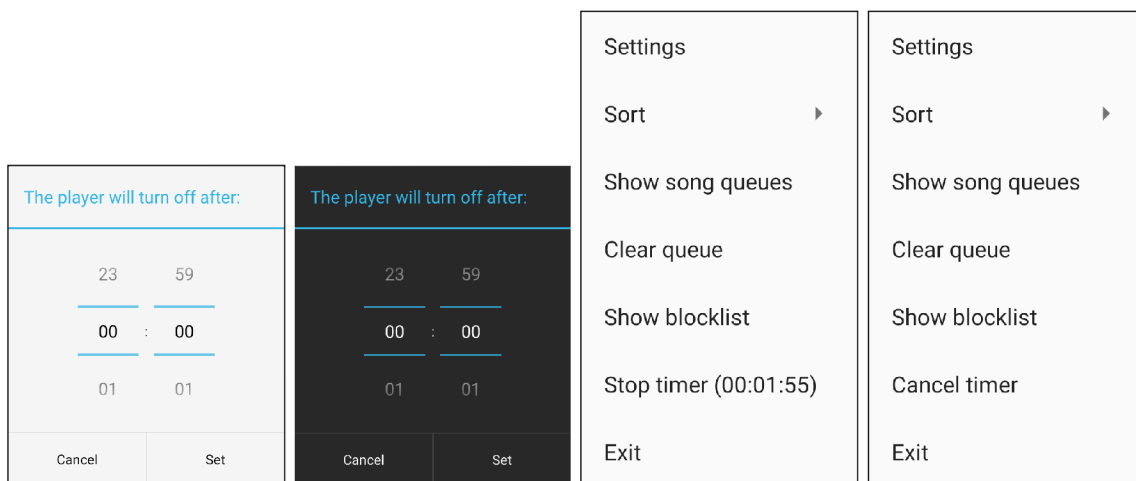 The player will turn off after:
23 59
00 : 00
01 01
Cancel Set
The player will turn off after:
23 59
00 : 00
01 01
Cancel Set
Settings
Sort
Show song queues
Clear queue
Show blocklist
Stop timer (00:01:55)
Exit
Settings
Sort
Show song queues
Clear queue
Show blocklist
Cancel timer
Exit